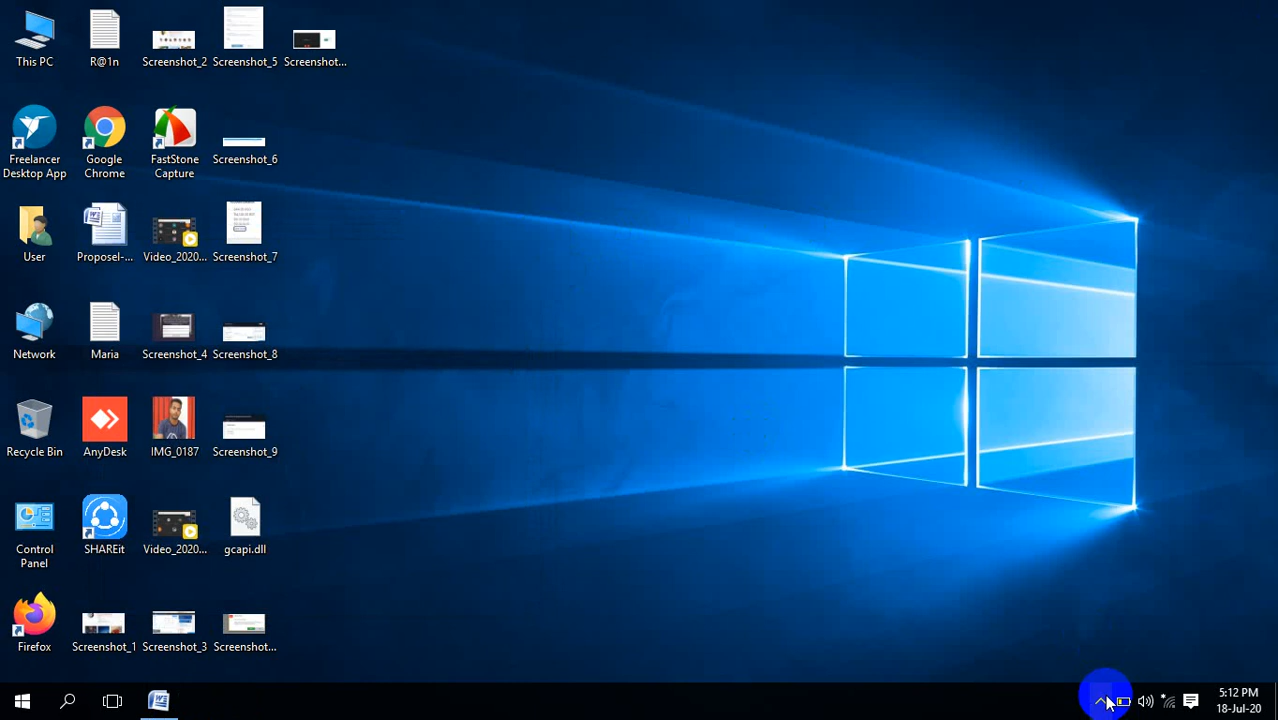 This PC
R@1n
Screenshot_2
Screenshot_5
Screenshot...
Freelancer
Desktop App
Google
Chrome
FastStone
Capture
Screenshot_6
User
Proposel-...
Video_2020...
Screenshot_7
Network
Maria
Screenshot_4
Screenshot_8
Recycle Bin
AnyDesk
IMG_0187
Screenshot_9
Control
Panel
SHAREit
Video_2020...
gcapi.dll
Firefox
Screenshot_1
Screenshot_3
Screenshot...
5:12 PM
18-Jul-20